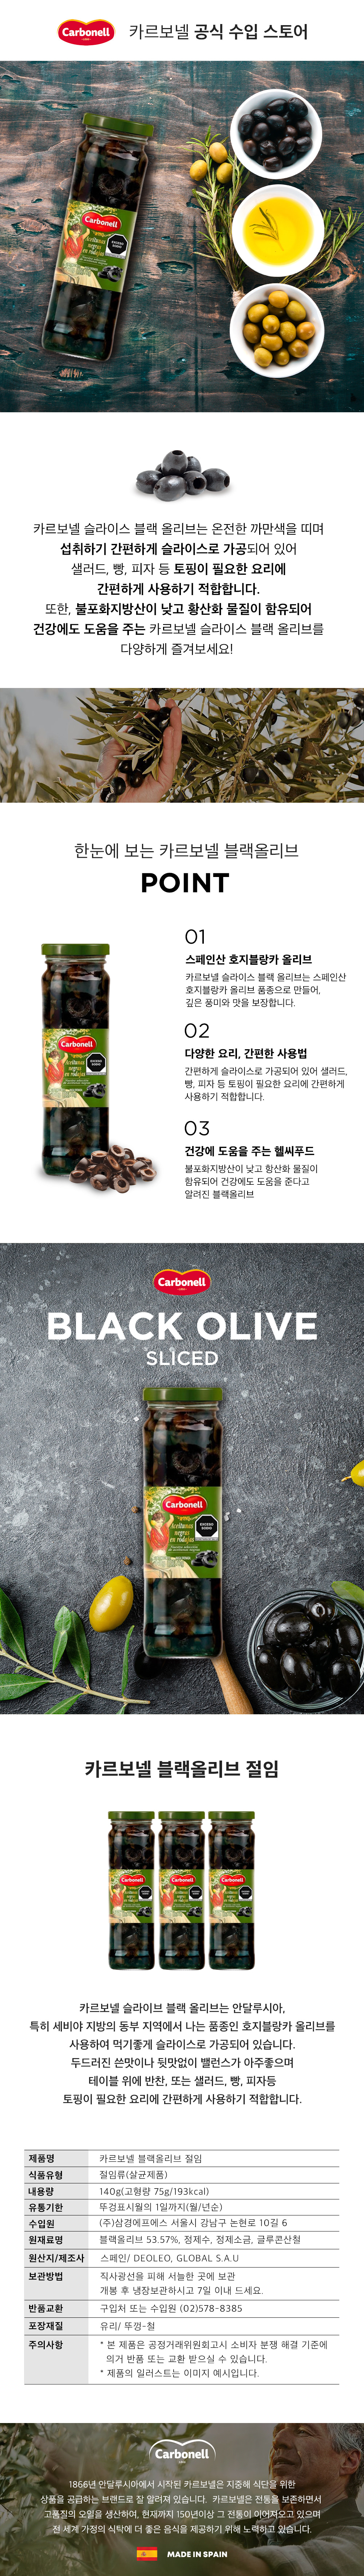 Carbonell
카르보넬 공식 수입 스토어
Carbonell
Aceitunas
negras
en rodajas
EXCESO
SODIO
카르보넬 슬라이스 블랙 올리브는 온전한 까만색을 띠며
섭취하기 간편하게 슬라이스로 가공되어 있어
샐러드, 빵, 피자 등 토핑이 필요한 요리에
간편하게 사용하기 적합합니다.
또한, 불포화지방산이 낮고 황산화 물질이 함유되어
건강에도 도움을 주는 카르보넬 슬라이스 블랙 올리브를
다양하게 즐겨보세요!
한눈에 보는 카르보넬 블랙올리브
POINT
Carbonell
Aceitunas
negras
en rodajas
EXCESO
SODIO
01
스페인산 호지블랑카 올리브
카르보넬 슬라이스 블랙 올리브는 스페인산
호지블랑카 올리브 품종으로 만들어,
깊은 풍미와 맛을 보장합니다.
02
다양한 요리, 간편한 사용법
간편하게 슬라이스로 가공되어 있어 샐러드,
빵, 피자 등 토핑이 필요한 요리에 간편하게
사용하기 적합합니다.
03
건강에 도움을 주는 헬씨푸드
불포화지방산이 낮고 항산화 물질이
함유되어 건강에도 도움을 준다고
알려진 블랙올리브
Carbonell
BLACK OLIVE
SLICED
Carbonell
Aceitunas
negras
en rodajas
EXCESO
SODIO
카르보넬 블랙올리브 절임
Carbonell
Carbonell
Carbonell
카르보넬 슬라이브 블랙 올리브는 안달루시아,
특히 세비야 지방의 동부 지역에서 나는 품종인 호지블랑카 올리브를
사용하여 먹기좋게 슬라이스로 가공되어 있습니다.
두드러진 쓴맛이나 뒷맛없이 밸런스가 아주좋으며
테이블 위에 반찬, 또는 샐러드, 빵, 피자등
토핑이 필요한 요리에 간편하게 사용하기 적합합니다.
제품명 카르보넬 블랙올리브 절임
식품유형 절임류(살균제품)
내용량 140g(고형량 75g/193kcal)
유통기한 뚜겅표시월의 1일까지(월/년순)
수입원 (주)삼경에프에스 서울시 강남구 논현로 10길 6
원재료명 블랙올리브 53.57%, 정제수, 정제소금, 글루콘산철
원산지/제조사 스페인/ DEOLEO, GLOBAL S.A.U
보관방법 직사광선을 피해 서늘한 곳에 보관
개봉 후 냉장보관하시고 7일 이내 드세요.
반품교환 구입처 또는 수입원 (02)578-8385
포장재질 유리/ 뚜껑-철
주의사항 * 본 제품은 공정거래위원회고시 소비자 분쟁 해결 기준에
의거 반품 또는 교환 받으실 수 있습니다.
* 제품의 일러스트는 이미지 예시입니다.
Carbonell
1866년 안달루시아에서 시작된 카르보넬은 지중해 식단을 위한
상품을 공급하는 브랜드로 잘 알려져 있습니다. 카르보넬은 전통을 보존하면서
고품질의 오일을 생산하여, 현재까지 150년이상 그 전통이 이어져오고 있으며
전 세계 가정의 식탁에 더 좋은 음식을 제공하기 위해 노력하고 있습니다.
MADE IN SPAIN